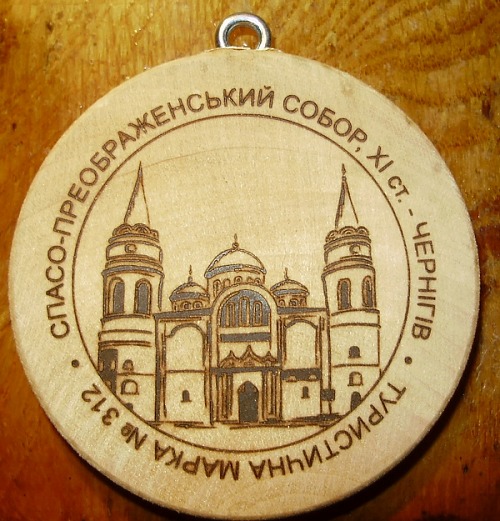 СПАСО-ПРЕОБРАЖЕНСЬКИЙ СОБОР, XI ст. - ЧЕРНІГІВ
ТУРИСТИЧНА МАРКА № 312